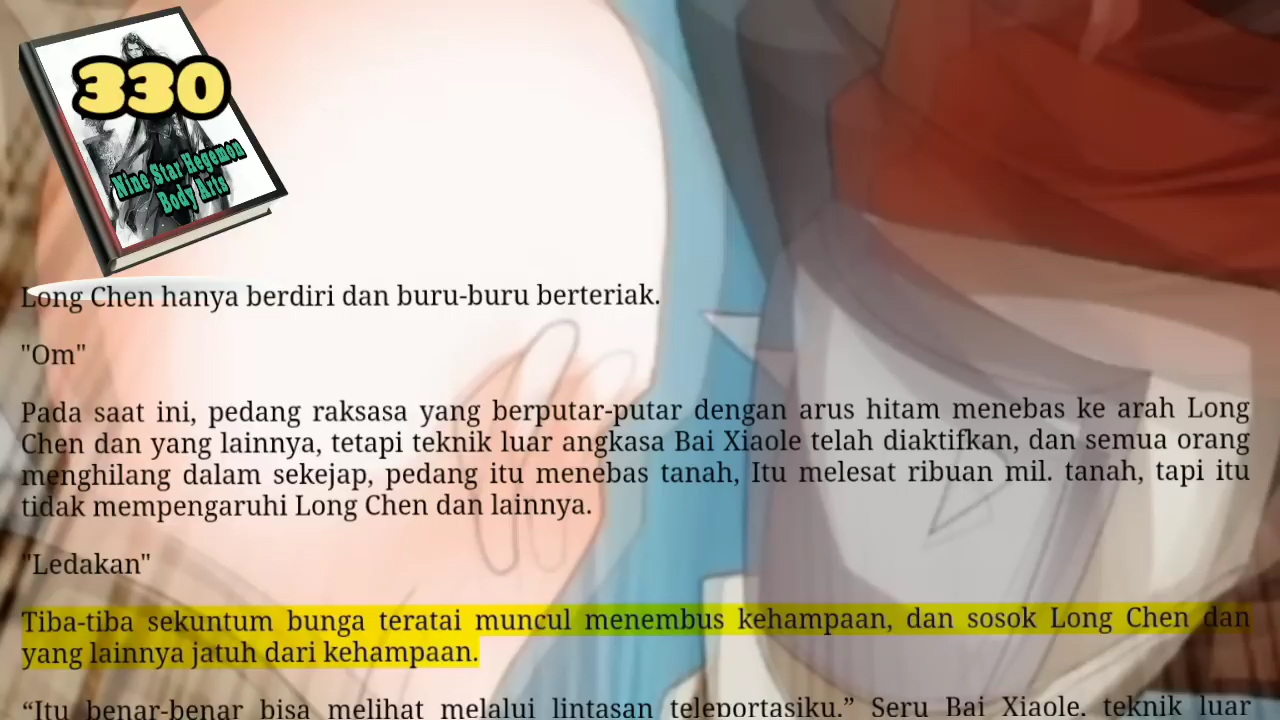 330
Nine Star Hegemon
Body Arts
Long Chen hanya berdiri dan buru-buru berteriak.
"Om"
Pada saat ini, pedang raksasa yang berputar-putar dengan arus hitam menebas ke arah Long
Chen dan yang lainnya, tetapi teknik luar angkasa Bai Xiaole telah diaktifkan, dan semua orang
menghilang dalam sekejap, pedang itu menebas tanah, Itu melesat ribuan mil. tanah, tapi itu
tidak mempengaruhi Long Chen dan lainnya.
"Ledakan"
Tiba-tiba sekuntum bunga teratai muncul menembus kehampaan, dan sosok Long Chen dan
yang lainnya jatuh dari kehampaan.
“Itu benar-benar bisa melihat melalui lintasan teleportasiku.” Seru Bai Xiaole, teknik luar